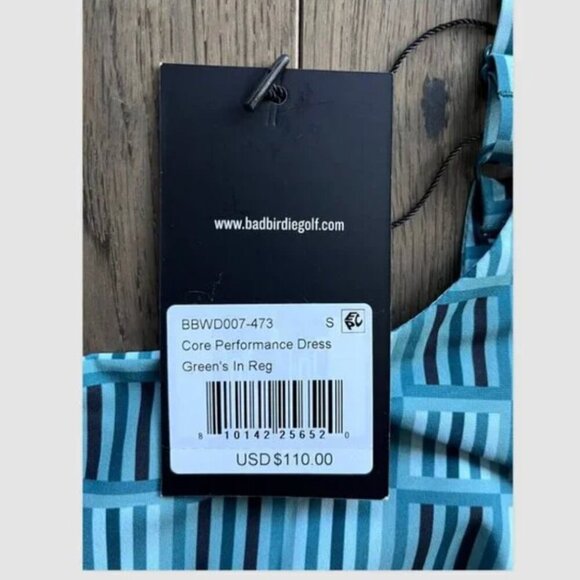 www.badbirdiegolf.com
BBWD007-473 S
Core Performance Dress
Green's In Reg
8 10142 25652 0
USD $110.00